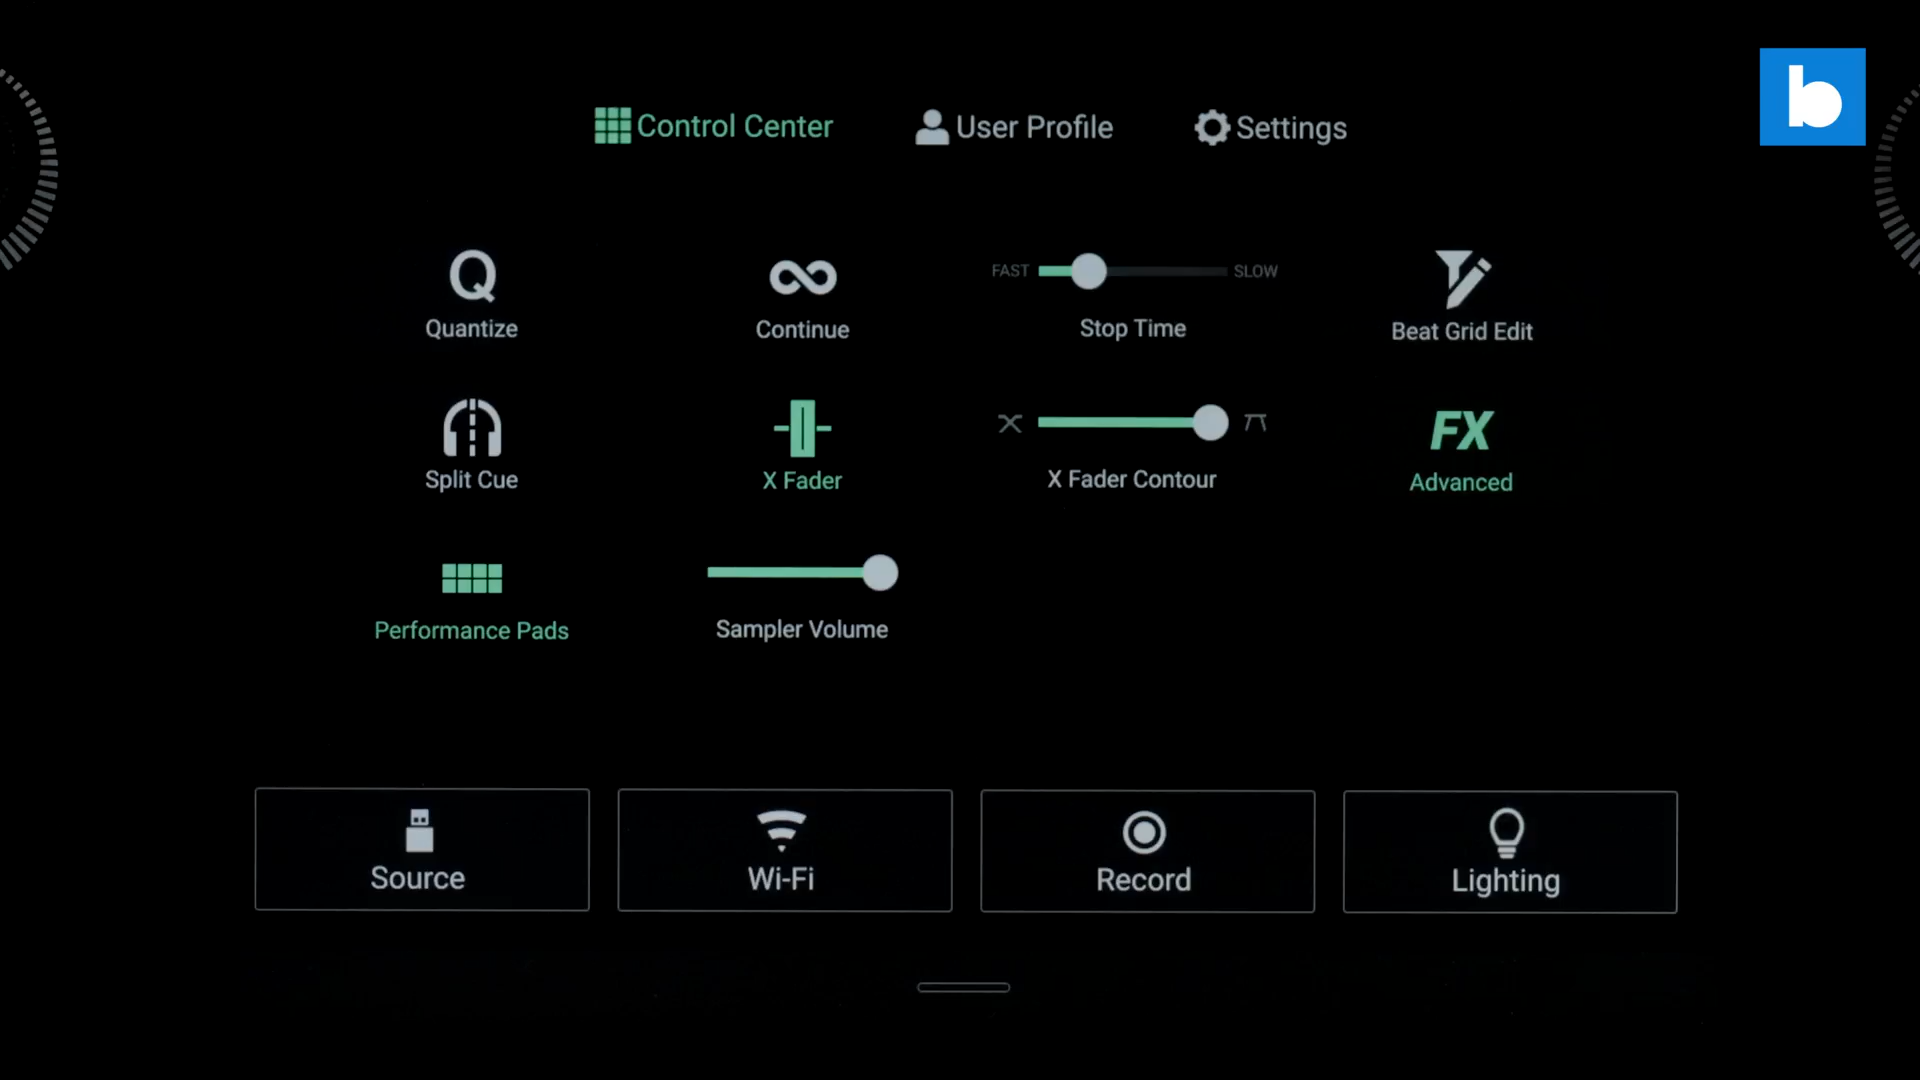 Control Center
User Profile
Settings
b
Q
Quantize
Continue
FAST
SLOW
Stop Time
Beat Grid Edit
Split Cue
X Fader
X Fader Contour
FX
Advanced
Performance Pads
Sampler Volume
Source
Wi-Fi
Record
Lighting